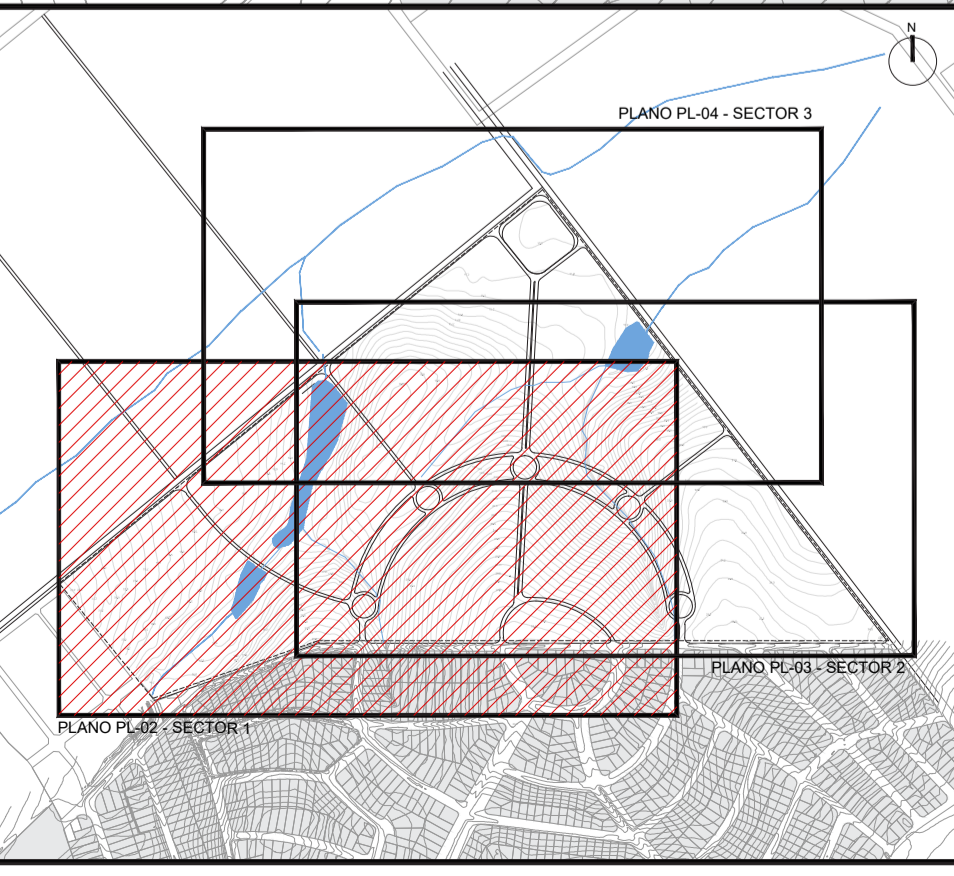 N
PLANO PL-04 - SECTOR 3
PLANO PL-03 - SECTOR 2
PLANO PL-02 - SECTOR 1